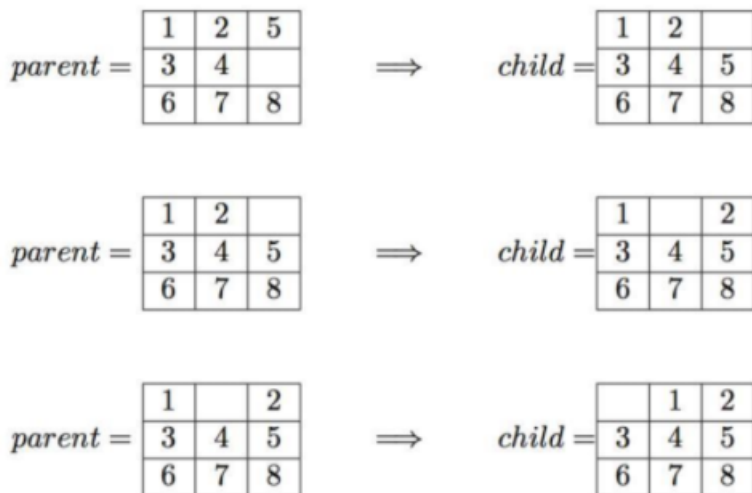 1 2 5 1 2
parent = 3 4 ⟹ child = 3 4 5
6 7 8 6 7 8
1 2 1 2
parent = 3 4 5 ⟹ child = 3 4 5
6 7 8 6 7 8
1 2 1 2
parent = 3 4 5 ⟹ child = 3 4 5
6 7 8 6 7 8